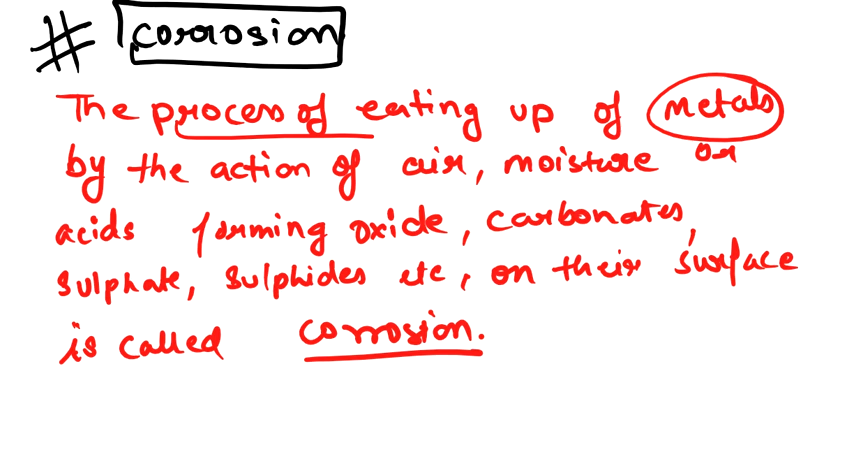 # corrosion
The process of eating up of metals
by the action of air, moisture or
acids forming oxide, carbonates,
sulphate, sulphides etc, on their surface
is called corrosion.